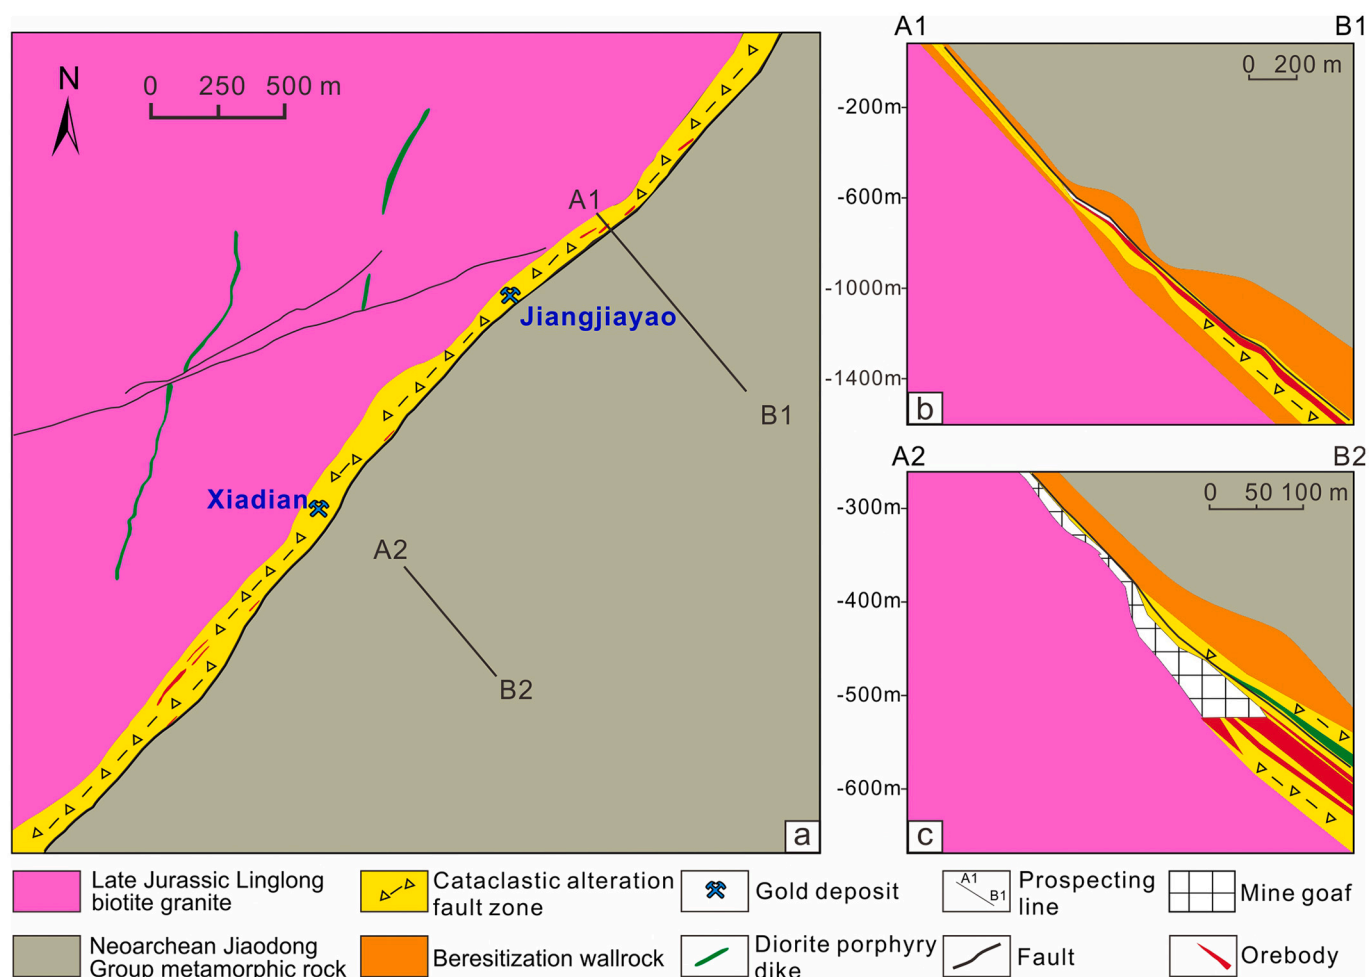 N
0 250 500 m
A1
Jiangjiayao
B1
Xiadian
A2
B2
a
A1 B1
0 200 m
-200m
-600m
-1000m
-1400m
b
A2 B2
0 50 100 m
-300m
-400m
-500m
-600m
c
Late Jurassic Linglong
biotite granite
Cataclastic alteration
fault zone
Gold deposit
A1
B1
Prospecting
line
Mine goaf
Neoarchean Jiaodong
Group metamorphic rock
Beresitization wallrock
Diorite porphyry
dike
Fault
Orebody